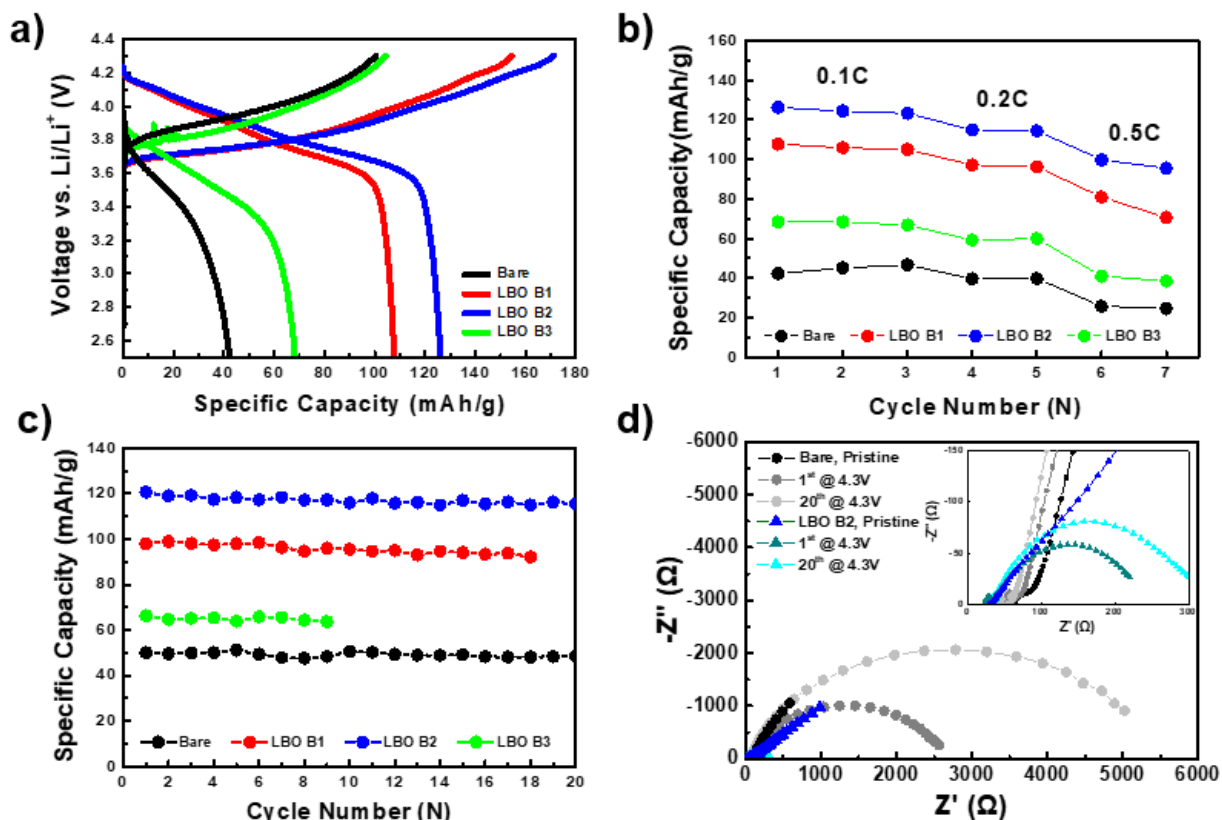 a)
4.4
4.2
4.0
3.8
3.6
3.4
3.2
3.0
2.8
2.6
Voltage vs. Li/Li⁺ (V)
Bare
LBO B1
LBO B2
LBO B3
0 20 40 60 80 100 120 140 160 180
Specific Capacity (mAh/g)
b)
160
140
120
100
80
60
40
20
0
Specific Capacity(mAh/g)
0.1C
0.2C
0.5C
Bare LBO B1 LBO B2 LBO B3
1 2 3 4 5 6 7
Cycle Number (N)
c)
140
120
100
80
60
40
20
0
Specific Capacity (mAh/g)
Bare LBO B1 LBO B2 LBO B3
0 2 4 6 8 10 12 14 16 18 20
Cycle Number (N)
d)
-6000
-5000
-4000
-3000
-2000
-1000
0
-Z" (Ω)
Bare, Pristine
1st @ 4.3V
20th @ 4.3V
LBO B2, Pristine
1st @ 4.3V
20th @ 4.3V
-150
-100
-50
0
-Z" (Ω)
100 200 300
Z' (Ω)
0 1000 2000 3000 4000 5000 6000
Z' (Ω)